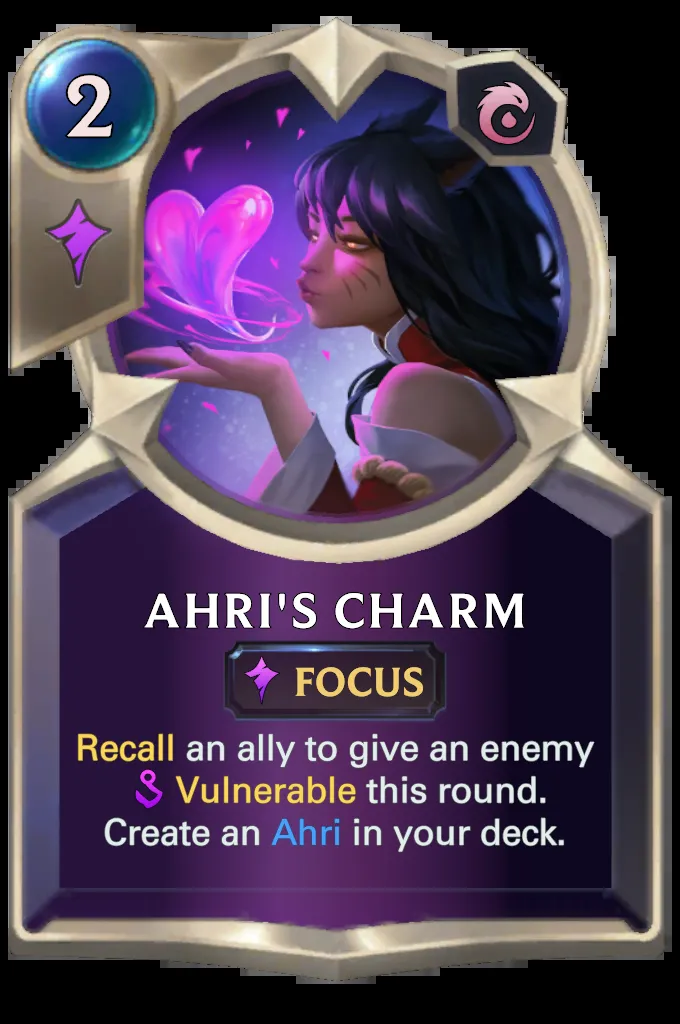 2
AHRI'S CHARM
FOCUS
Recall an ally to give an enemy
Vulnerable this round.
Create an Ahri in your deck.